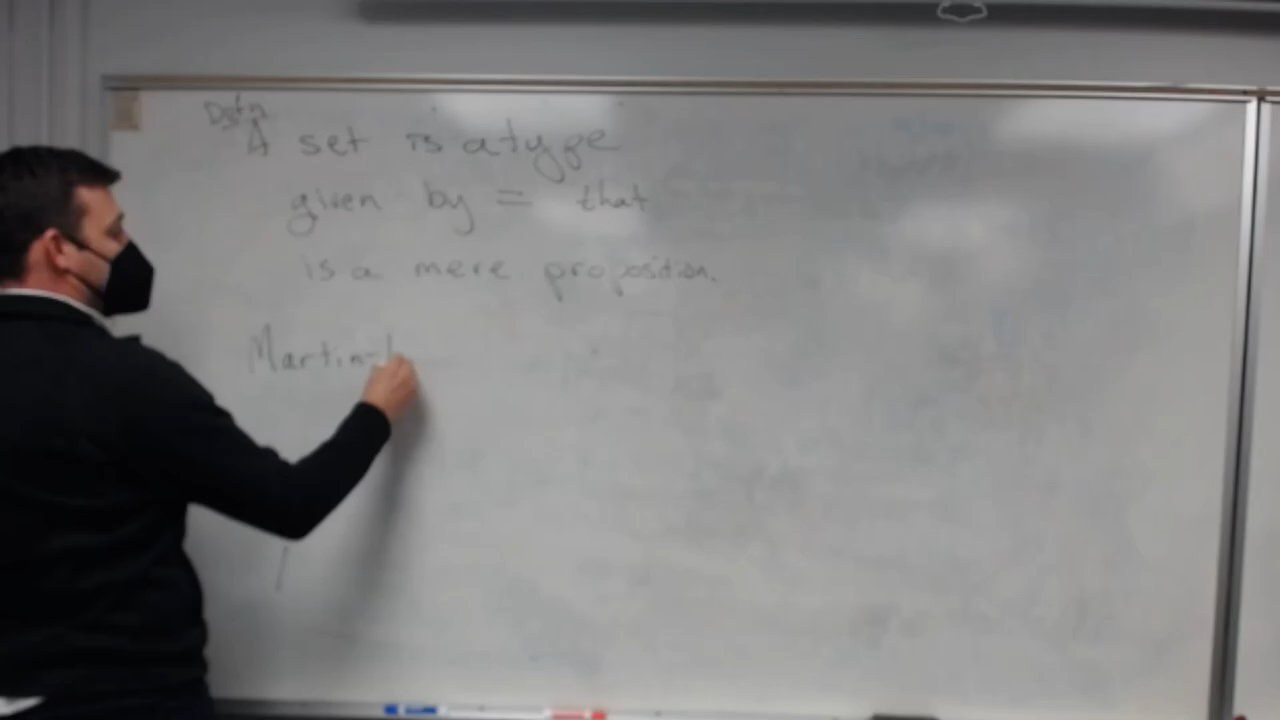 Dfn
A set is a type
given by = that
is a mere proposition.
Martin-L